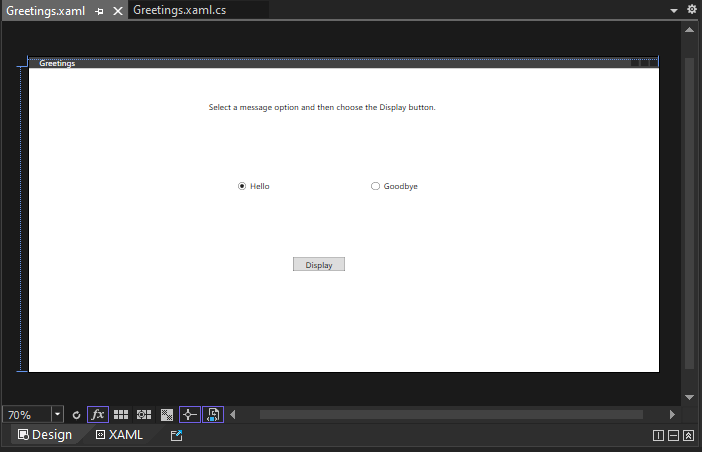 Greetings.xaml
Greetings.xaml.cs
Greetings
Select a message option and then choose the Display button.
Hello
Goodbye
Display
70%
fx
Design
XAML